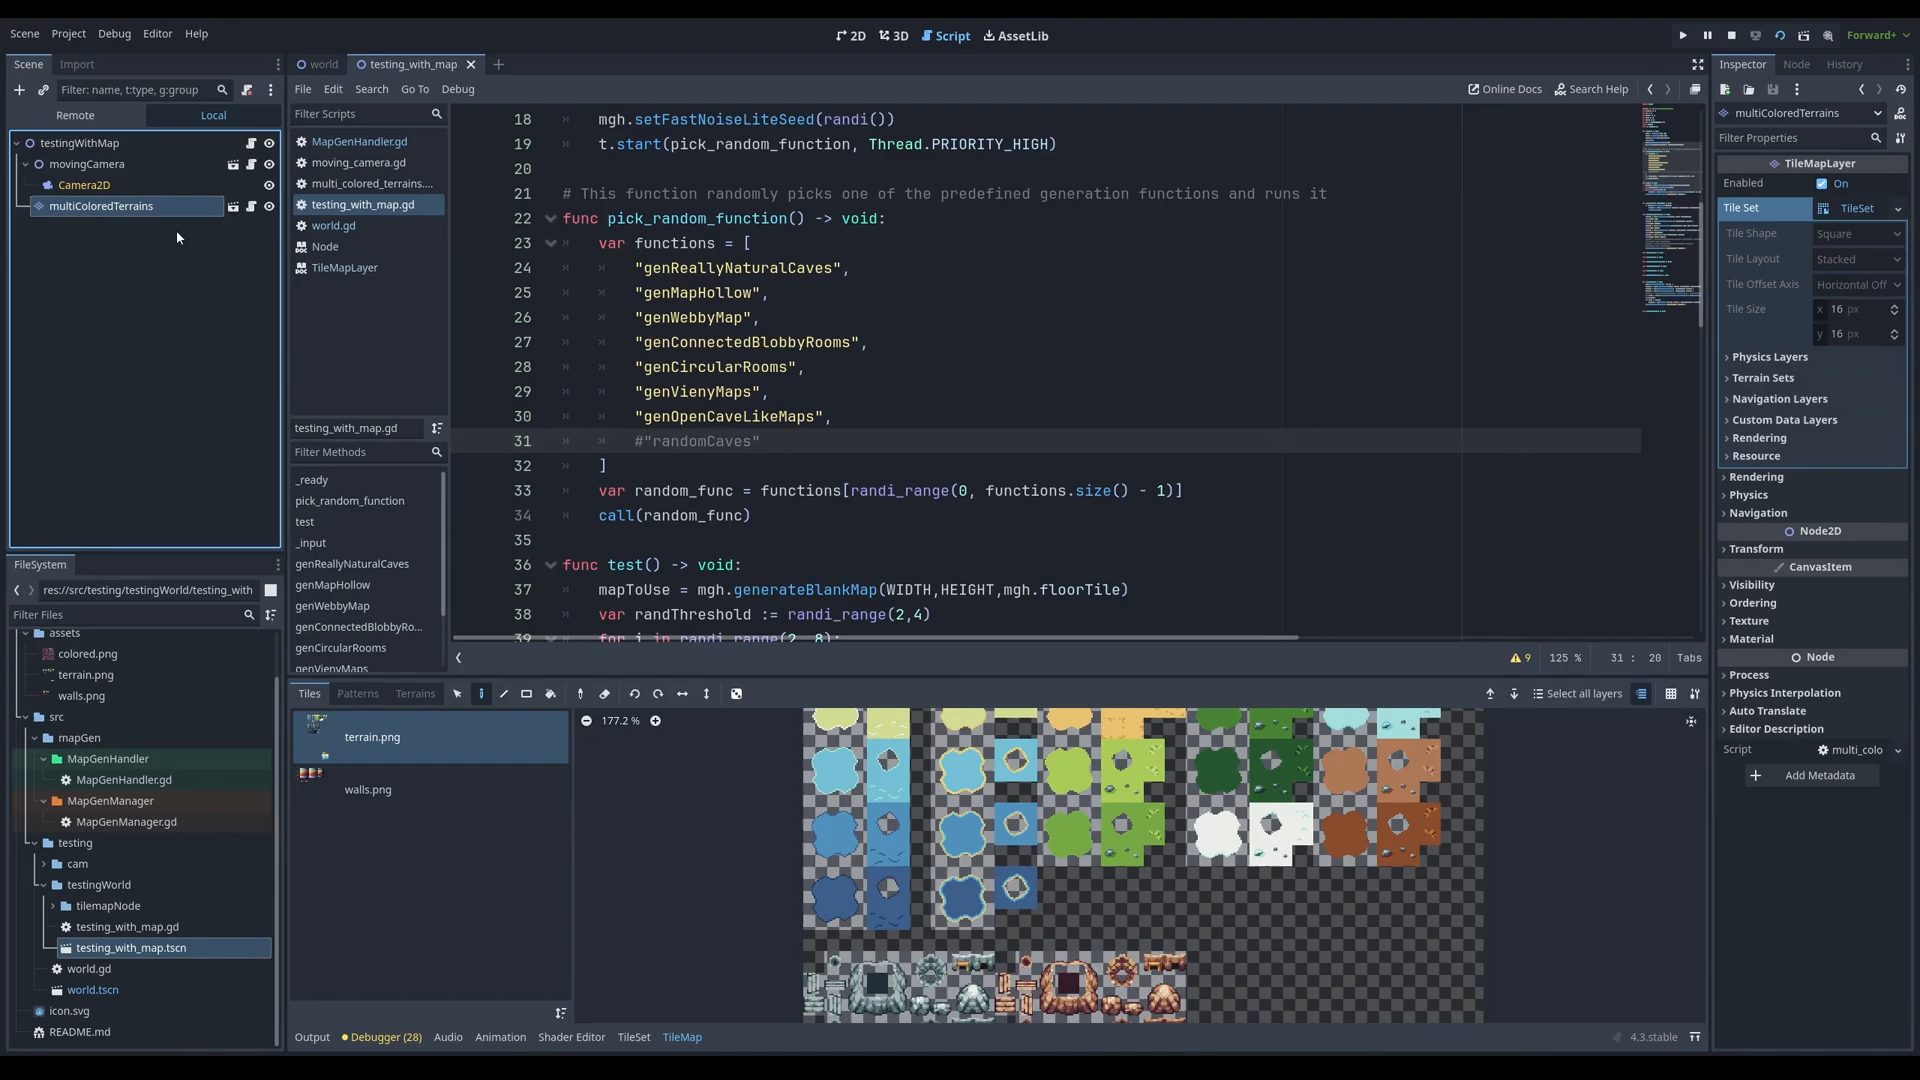 Scene Project Debug Editor Help
2D 3D Script AssetLib
Forward+
Scene Import
Filter: name, t:type, g:group
Remote Local
testingWithMap
movingCamera
Camera2D
multiColoredTerrains
FileSystem
res://src/testing/testingWorld/testing_with
Filter Files
assets
colored.png
terrain.png
walls.png
src
mapGen
MapGenHandler
MapGenHandler.gd
MapGenManager
MapGenManager.gd
testing
cam
testingWorld
tilemapNode
testing_with_map.gd
testing_with_map.tscn
world.gd
world.tscn
icon.svg
README.md
world testing_with_map
File Edit Search Go To Debug
Online Docs Search Help
Filter Scripts
MapGenHandler.gd
moving_camera.gd
multi_colored_terrains....
testing_with_map.gd
world.gd
Node
TileMapLayer
testing_with_map.gd
Filter Methods
_ready
pick_random_function
test
_input
genReallyNaturalCaves
genMapHollow
genWebbyMap
genConnectedBlobbyRo...
genCircularRooms
genVienyMaps
18 mgh.setFastNoiseLiteSeed(randi())
19 t.start(pick_random_function, Thread.PRIORITY_HIGH)
20
21 # This function randomly picks one of the predefined generation functions and runs it
22 func pick_random_function() -> void:
23 var functions = [
24 "genReallyNaturalCaves",
25 "genMapHollow",
26 "genWebbyMap",
27 "genConnectedBlobbyRooms",
28 "genCircularRooms",
29 "genVienyMaps",
30 "genOpenCaveLikeMaps",
31 #"randomCaves"
32 ]
33 var random_func = functions[randi_range(0, functions.size() - 1)]
34 call(random_func)
35
36 func test() -> void:
37 mapToUse = mgh.generateBlankMap(WIDTH,HEIGHT,mgh.floorTile)
38 var randThreshold := randi_range(2,4)
39 for i in randi_range(2, 8):
9 125 % 31 : 20 Tabs
Tiles Patterns Terrains
Select all layers
terrain.png
walls.png
177.2 %
Output Debugger (28) Audio Animation Shader Editor TileSet TileMap
4.3.stable
Inspector Node History
multiColoredTerrains
Filter Properties
TileMapLayer
Enabled On
Tile Set TileSet
Tile Shape Square
Tile Layout Stacked
Tile Offset Axis Horizontal Off
Tile Size x 16 px
y 16 px
Physics Layers
Terrain Sets
Navigation Layers
Custom Data Layers
Rendering
Resource
Rendering
Physics
Navigation
Node2D
Transform
CanvasItem
Visibility
Ordering
Texture
Material
Node
Process
Physics Interpolation
Auto Translate
Editor Description
Script multi_colo
Add Metadata